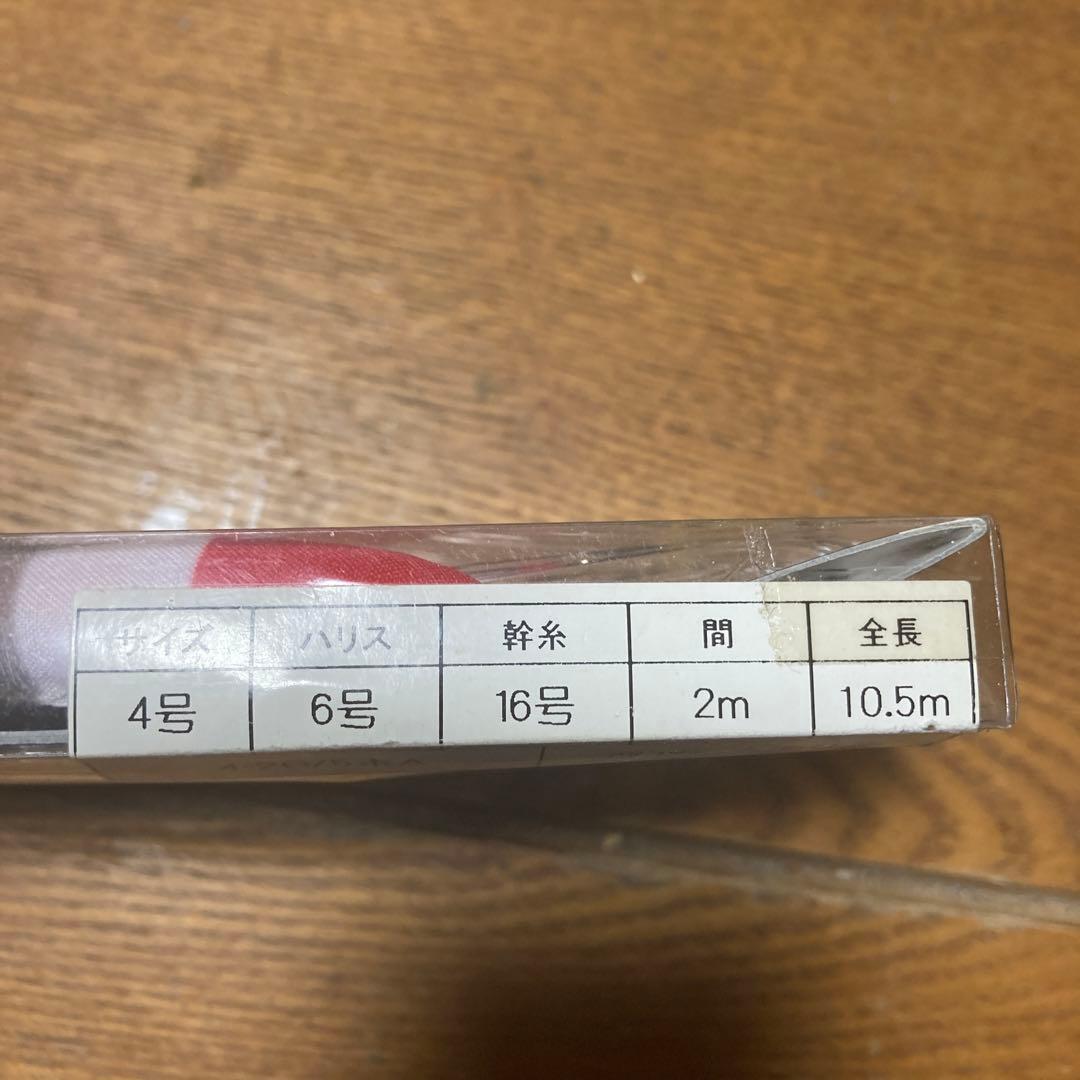 サイズ ハリス 幹糸 間 全長
4号 6号 16号 2m 10.5m